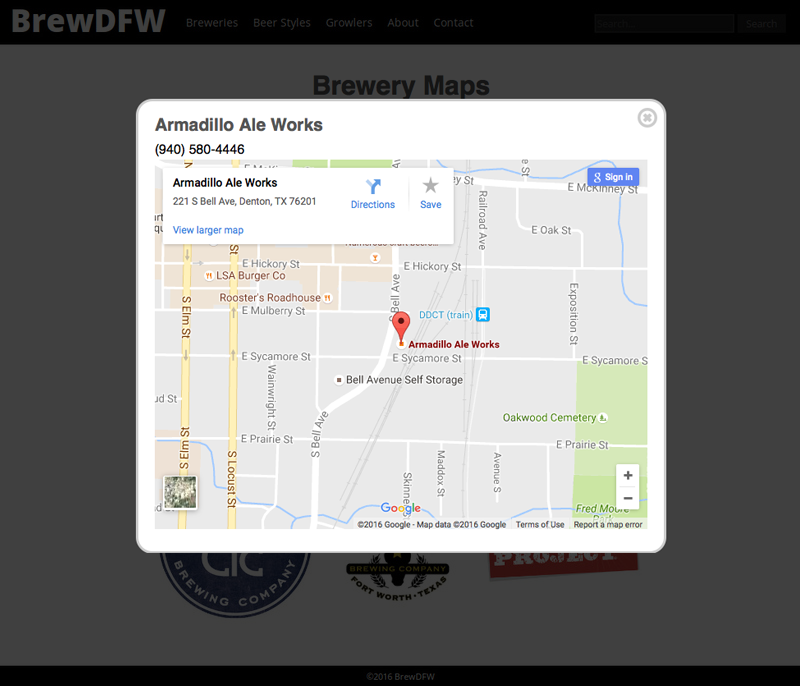 BrewDFW
Breweries Beer Styles Growlers About Contact
Search
Brewery Maps
Armadillo Ale Works
(940) 580-4446
Armadillo Ale Works
221 S Bell Ave, Denton, TX 76201
View larger map
Directions
Save
Sign in
E McKinney St
E Oak St
Railroad Ave
E Hickory St
E Hickory St
LSA Burger Co
Rooster's Roadhouse
S Bell Ave
Exposition St
S Elm St
E Mulberry St
DDCT (train)
Armadillo Ale Works
E Sycamore St
E Sycamore St
E Sycamore S
Bell Avenue Self Storage
Wainwright St
ud St
Oakwood Cemetery
S Bell Ave
E Prairie St
E Prairie St
S Elm St
S Locust St
Skinner
Maddox St
Avenue S
Fred Moore
Google
©2016 Google - Map data ©2016 Google Terms of Use Report a map error
BREWING COMPANY
BREWING COMPANY
FORT WORTH • TEXAS
PROJECT
©2016 BrewDFW